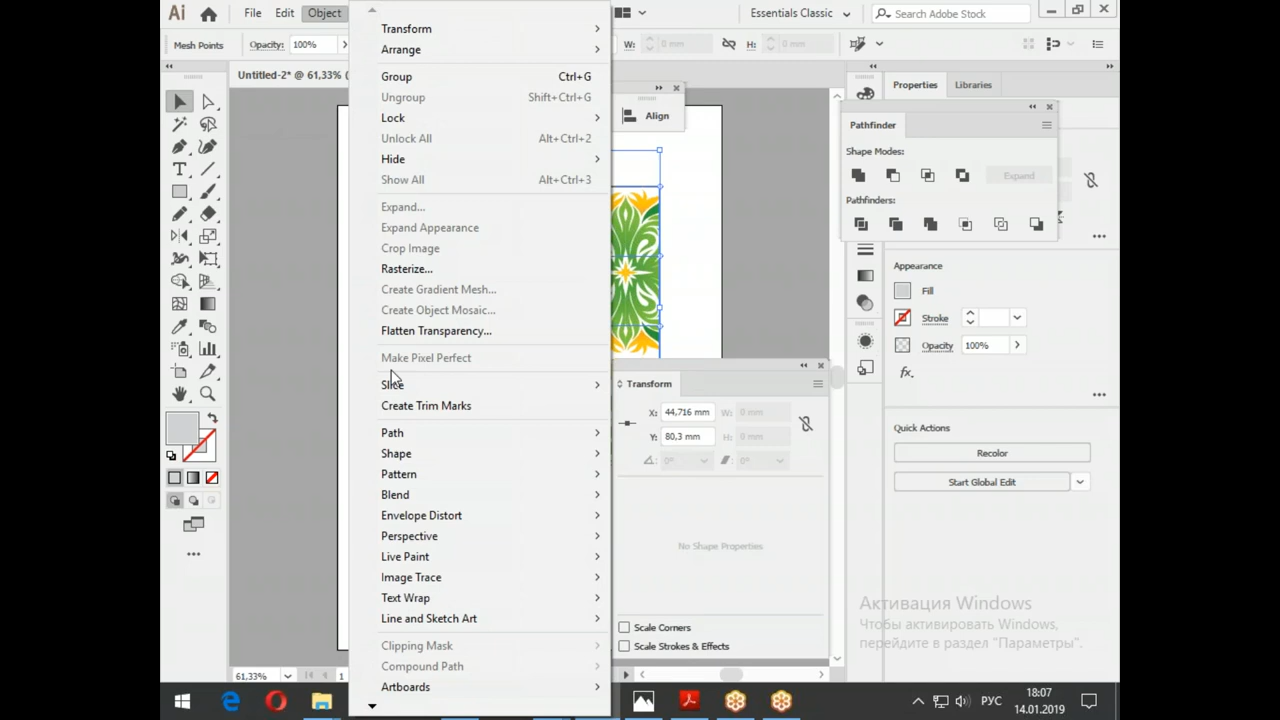 Ai
File
Edit
Object
Essentials Classic
Search Adobe Stock
Mesh Points
Opacity:
100%
W:
0 mm
H:
0 mm
Untitled-2* @ 61,33% (
Transform
Arrange
Group Ctrl+G
Ungroup Shift+Ctrl+G
Lock
Unlock All Alt+Ctrl+2
Hide
Show All Alt+Ctrl+3
Expand...
Expand Appearance
Crop Image
Rasterize...
Create Gradient Mesh...
Create Object Mosaic...
Flatten Transparency...
Make Pixel Perfect
Slice
Create Trim Marks
Path
Shape
Pattern
Blend
Envelope Distort
Perspective
Live Paint
Image Trace
Text Wrap
Line and Sketch Art
Clipping Mask
Compound Path
Artboards
Align
Properties
Libraries
Pathfinder
Shape Modes:
Expand
Pathfinders:
Appearance
Fill
Stroke
Opacity
100%
fx.
Quick Actions
Recolor
Start Global Edit
Transform
X:
44,716 mm
W:
0 mm
Y:
80,3 mm
H:
0 mm
0°
0°
No Shape Properties
Scale Corners
Scale Strokes & Effects
Активация Windows
Чтобы активировать Windows,
перейдите в раздел "Параметры".
61,33%
1
РУС
18:07
14.01.2019